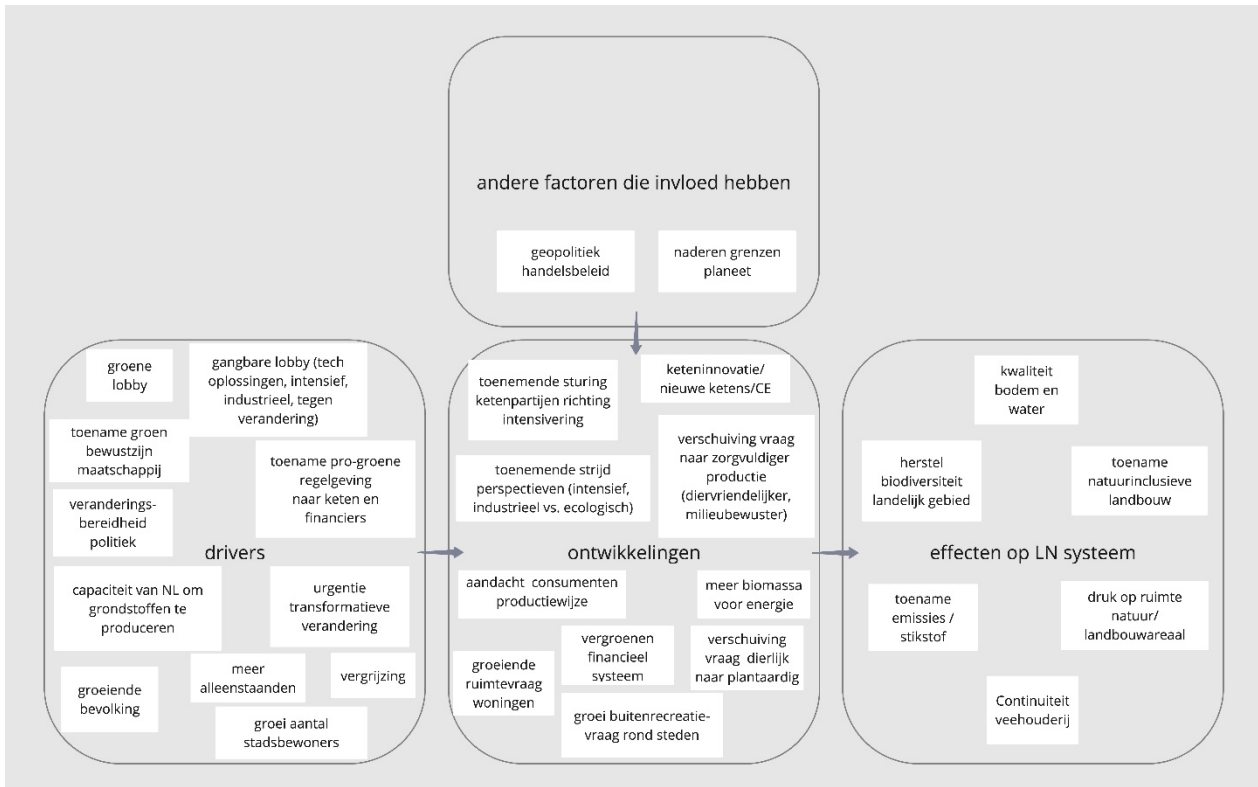 andere factoren die invloed hebben
geopolitiek
handelsbeleid
naderen grenzen
planeet
groene
lobby
gangbare lobby (tech
oplossingen, intensief,
industrieel, tegen
verandering)
toename groen
bewustzijn
maatschappij
toename pro-groene
regelgeving
naar keten en
financiers
veranderings-
bereidheid
politiek
drivers
capaciteit van NL om
grondstoffen te
produceren
urgentie
transformatieve
verandering
groeiende
bevolking
meer
alleenstaanden
vergrijzing
groei aantal
stadsbewoners
toenemende sturing
ketenpartijen richting
intensivering
keteninnovatie/
nieuwe ketens/CE
toenemende strijd
perspectieven (intensief,
industrieel vs. ecologisch)
verschuiving vraag
naar zorgvuldiger
productie
(diervriendelijker,
milieubewuster)
ontwikkelingen
aandacht consumenten
productiewijze
meer biomassa
voor energie
groeiende
ruimtevraag
woningen
vergroenen
financieel
systeem
verschuiving
vraag dierlijk
naar plantaardig
groei buitenrecreatie-
vraag rond steden
kwaliteit
bodem en
water
herstel
biodiversiteit
landelijk gebied
toename
natuurinclusieve
landbouw
effecten op LN systeem
toename
emissies /
stikstof
druk op ruimte
natuur/
landbouwareaal
Continuiteit
veehouderij